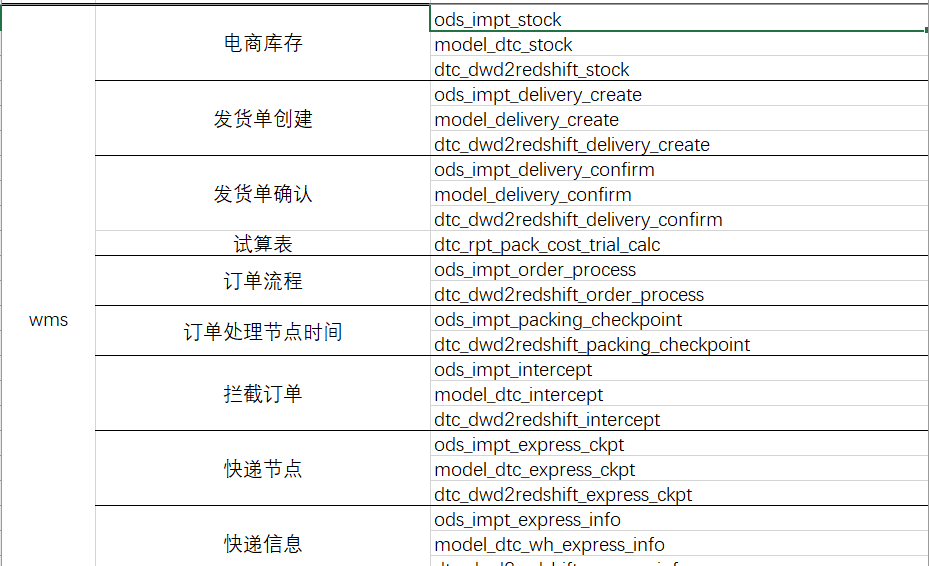 wms
电商库存
ods_impt_stock
model_dtc_stock
dtc_dwd2redshift_stock
发货单创建
ods_impt_delivery_create
model_delivery_create
dtc_dwd2redshift_delivery_create
发货单确认
ods_impt_delivery_confirm
model_delivery_confirm
dtc_dwd2redshift_delivery_confirm
试算表
dtc_rpt_pack_cost_trial_calc
订单流程
ods_impt_order_process
dtc_dwd2redshift_order_process
订单处理节点时间
ods_impt_packing_checkpoint
dtc_dwd2redshift_packing_checkpoint
拦截订单
ods_impt_intercept
model_dtc_intercept
dtc_dwd2redshift_intercept
快递节点
ods_impt_express_ckpt
model_dtc_express_ckpt
dtc_dwd2redshift_express_ckpt
快递信息
ods_impt_express_info
model_dtc_wh_express_info